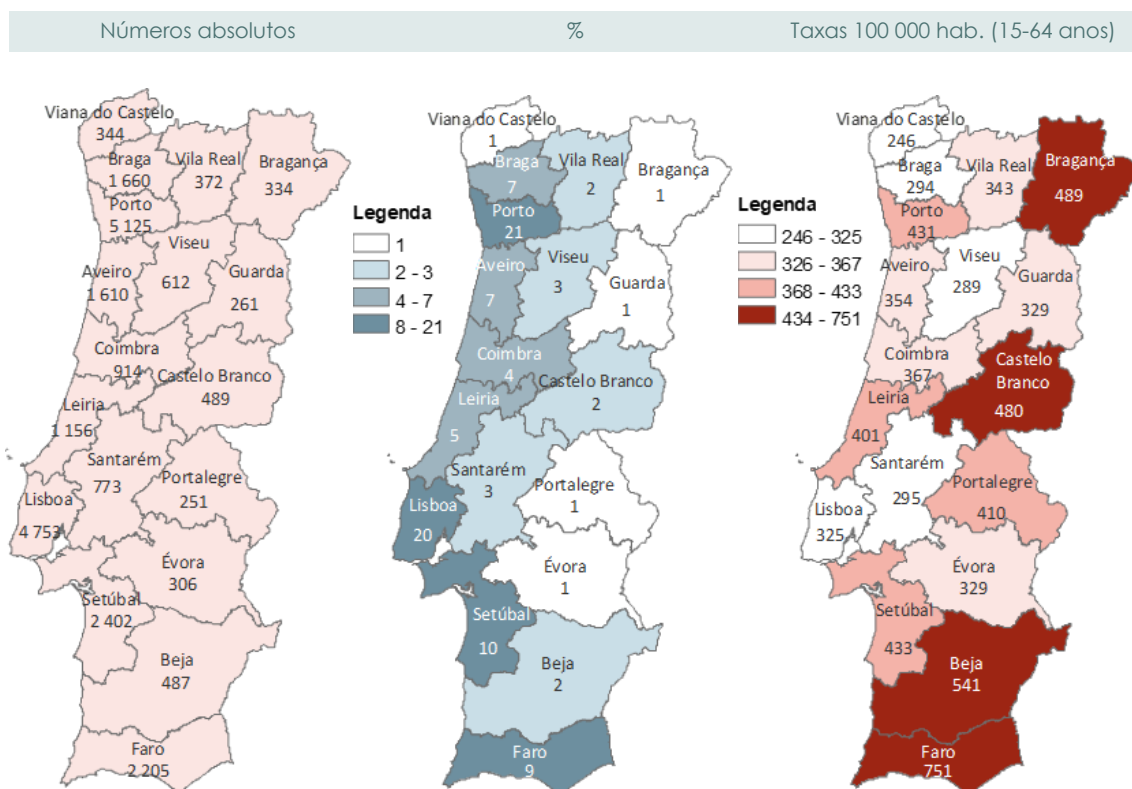 Números absolutos
%
Taxas 100 000 hab. (15-64 anos)
Viana do Castelo
344
Braga
1 660
Vila Real
372
Bragança
334
Porto
5 125
Viseu
612
Aveiro
1 610
Guarda
261
Coimbra
914
Castelo Branco
489
Leiria
1 156
Santarém
773
Portalegre
251
Lisboa
4 753
Évora
306
Setúbal
2 402
Beja
487
Faro
2 205
Legenda
1
2 - 3
4 - 7
8 - 21
Viana do Castelo
1
Braga
7
Vila Real
2
Bragança
1
Porto
21
Viseu
3
Aveiro
7
Guarda
1
Coimbra
4
Castelo Branco
2
Leiria
5
Santarém
3
Portalegre
1
Lisboa
20
Évora
1
Setúbal
10
Beja
2
Faro
9
Legenda
246 - 325
326 - 367
368 - 433
434 - 751
Viana do Castelo
246
Braga
294
Vila Real
343
Bragança
489
Porto
431
Viseu
289
Aveiro
354
Guarda
329
Coimbra
367
Castelo
Branco
480
Leiria
401
Santarém
295
Portalegre
410
Lisboa
325
Évora
329
Setúbal
433
Beja
541
Faro
751